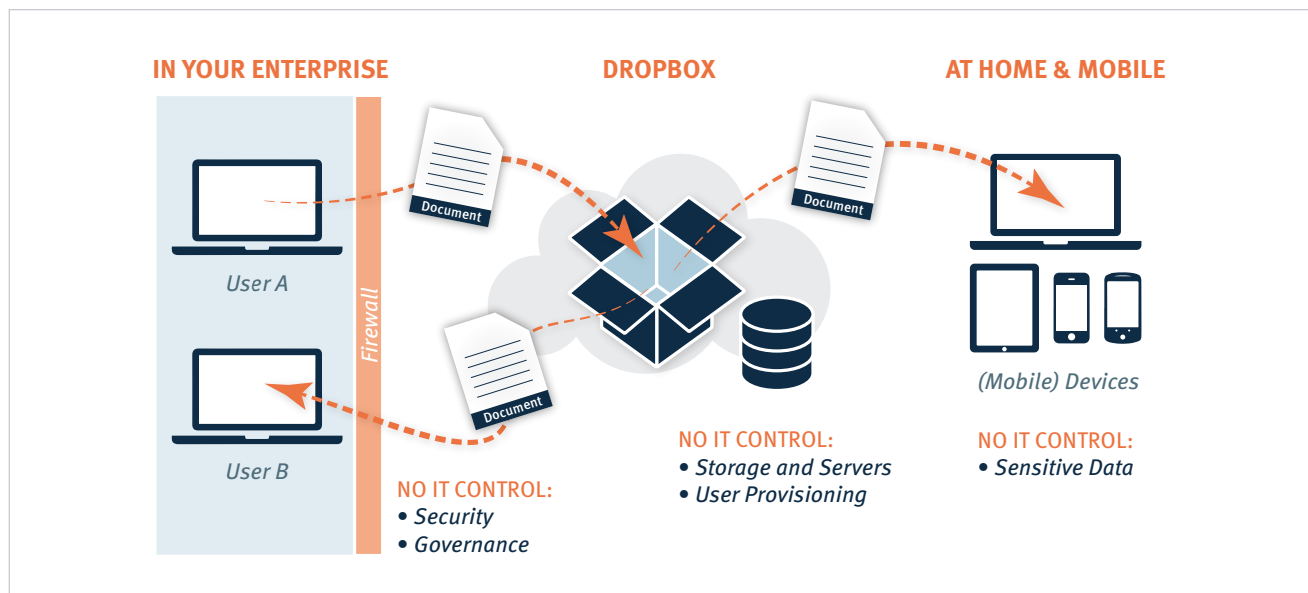 IN YOUR ENTERPRISE
DROPBOX
AT HOME & MOBILE
Document
Document
User A
Firewall
Document
(Mobile) Devices
User B
NO IT CONTROL:
• Security
• Governance
NO IT CONTROL:
• Storage and Servers
• User Provisioning
NO IT CONTROL:
• Sensitive Data